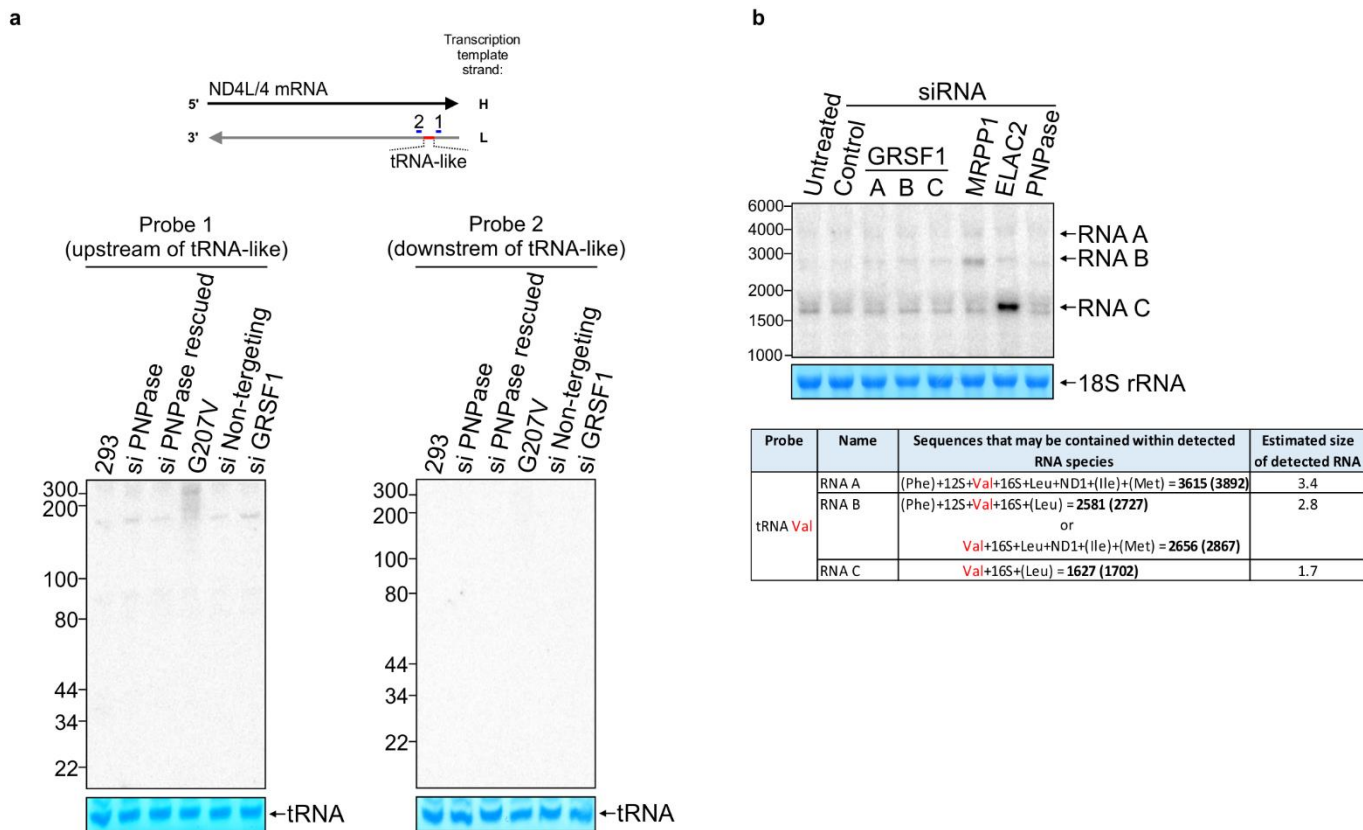 a
Transcription
template
strand:
ND4L/4 mRNA
5'
H
2 1
3'
L
tRNA-like
Probe 1
(upstream of tRNA-like)
Probe 2
(downstrem of tRNA-like)
293
si PNPase
si PNPase rescued
G207V
si Non-tergeting
si GRSF1
293
si PNPase
si PNPase rescued
G207V
si Non-tergeting
si GRSF1
300
200
100
80
44
34
22
tRNA
300
200
100
80
44
34
22
tRNA
b
siRNA
Untreated
Control
GRSF1
A B C
MRPP1
ELAC2
PNPase
6000
4000
3000
2000
1500
1000
RNA A
RNA B
RNA C
18S rRNA
Probe Name Sequences that may be contained within detected RNA species Estimated size of detected RNA
tRNA Val
RNA A (Phe)+12S+Val+16S+Leu+ND1+(Ile)+(Met) = 3615 (3892) 3.4
RNA B (Phe)+12S+Val+16S+(Leu) = 2581 (2727) 2.8
or
Val+16S+Leu+ND1+(Ile)+(Met) = 2656 (2867)
RNA C Val+16S+(Leu) = 1627 (1702) 1.7